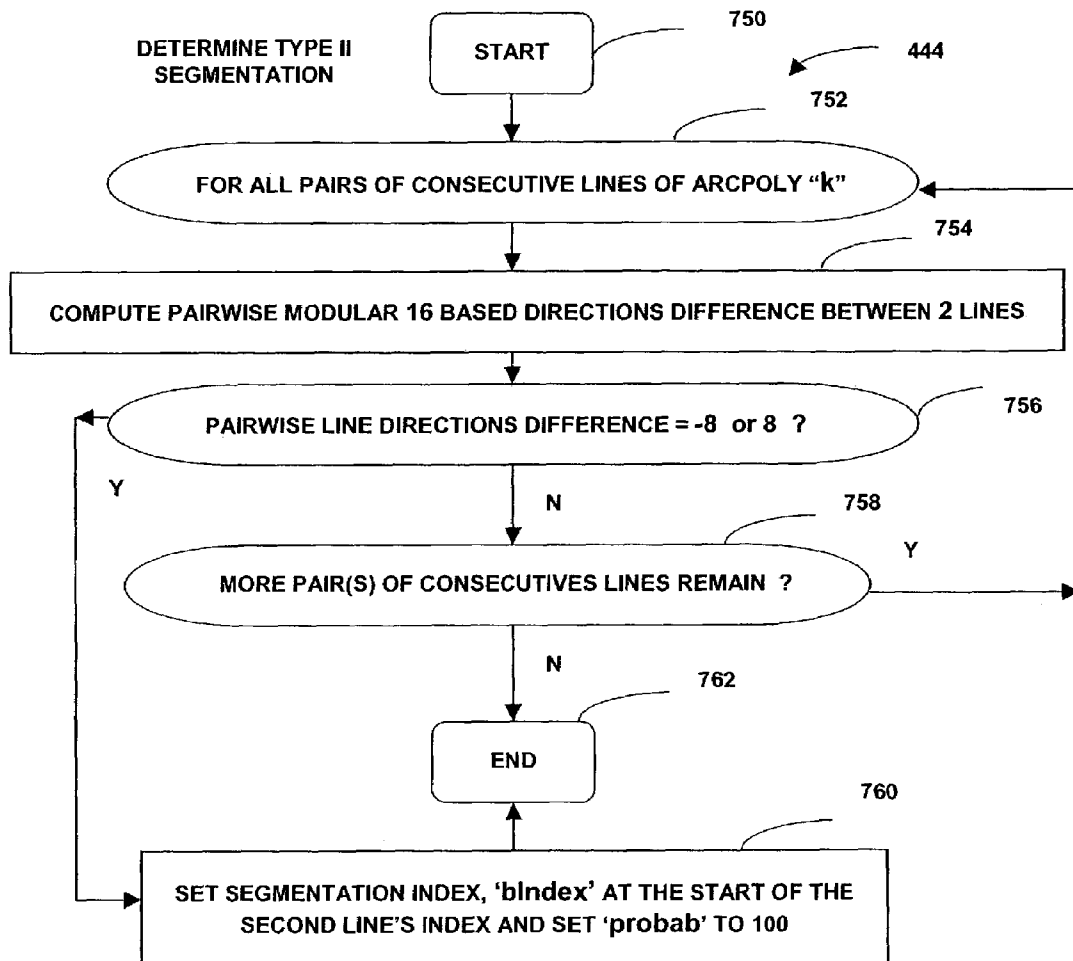 DETERMINE TYPE II
SEGMENTATION
START
750
444
752
FOR ALL PAIRS OF CONSECUTIVE LINES OF ARCPOLY “k”
754
COMPUTE PAIRWISE MODULAR 16 BASED DIRECTIONS DIFFERENCE BETWEEN 2 LINES
756
PAIRWISE LINE DIRECTIONS DIFFERENCE = -8 or 8 ?
Y
N
758
MORE PAIR(S) OF CONSECUTIVES LINES REMAIN ?
Y
N
762
END
760
SET SEGMENTATION INDEX, ‘bIndex’ AT THE START OF THE
SECOND LINE’S INDEX AND SET ‘probab’ TO 100